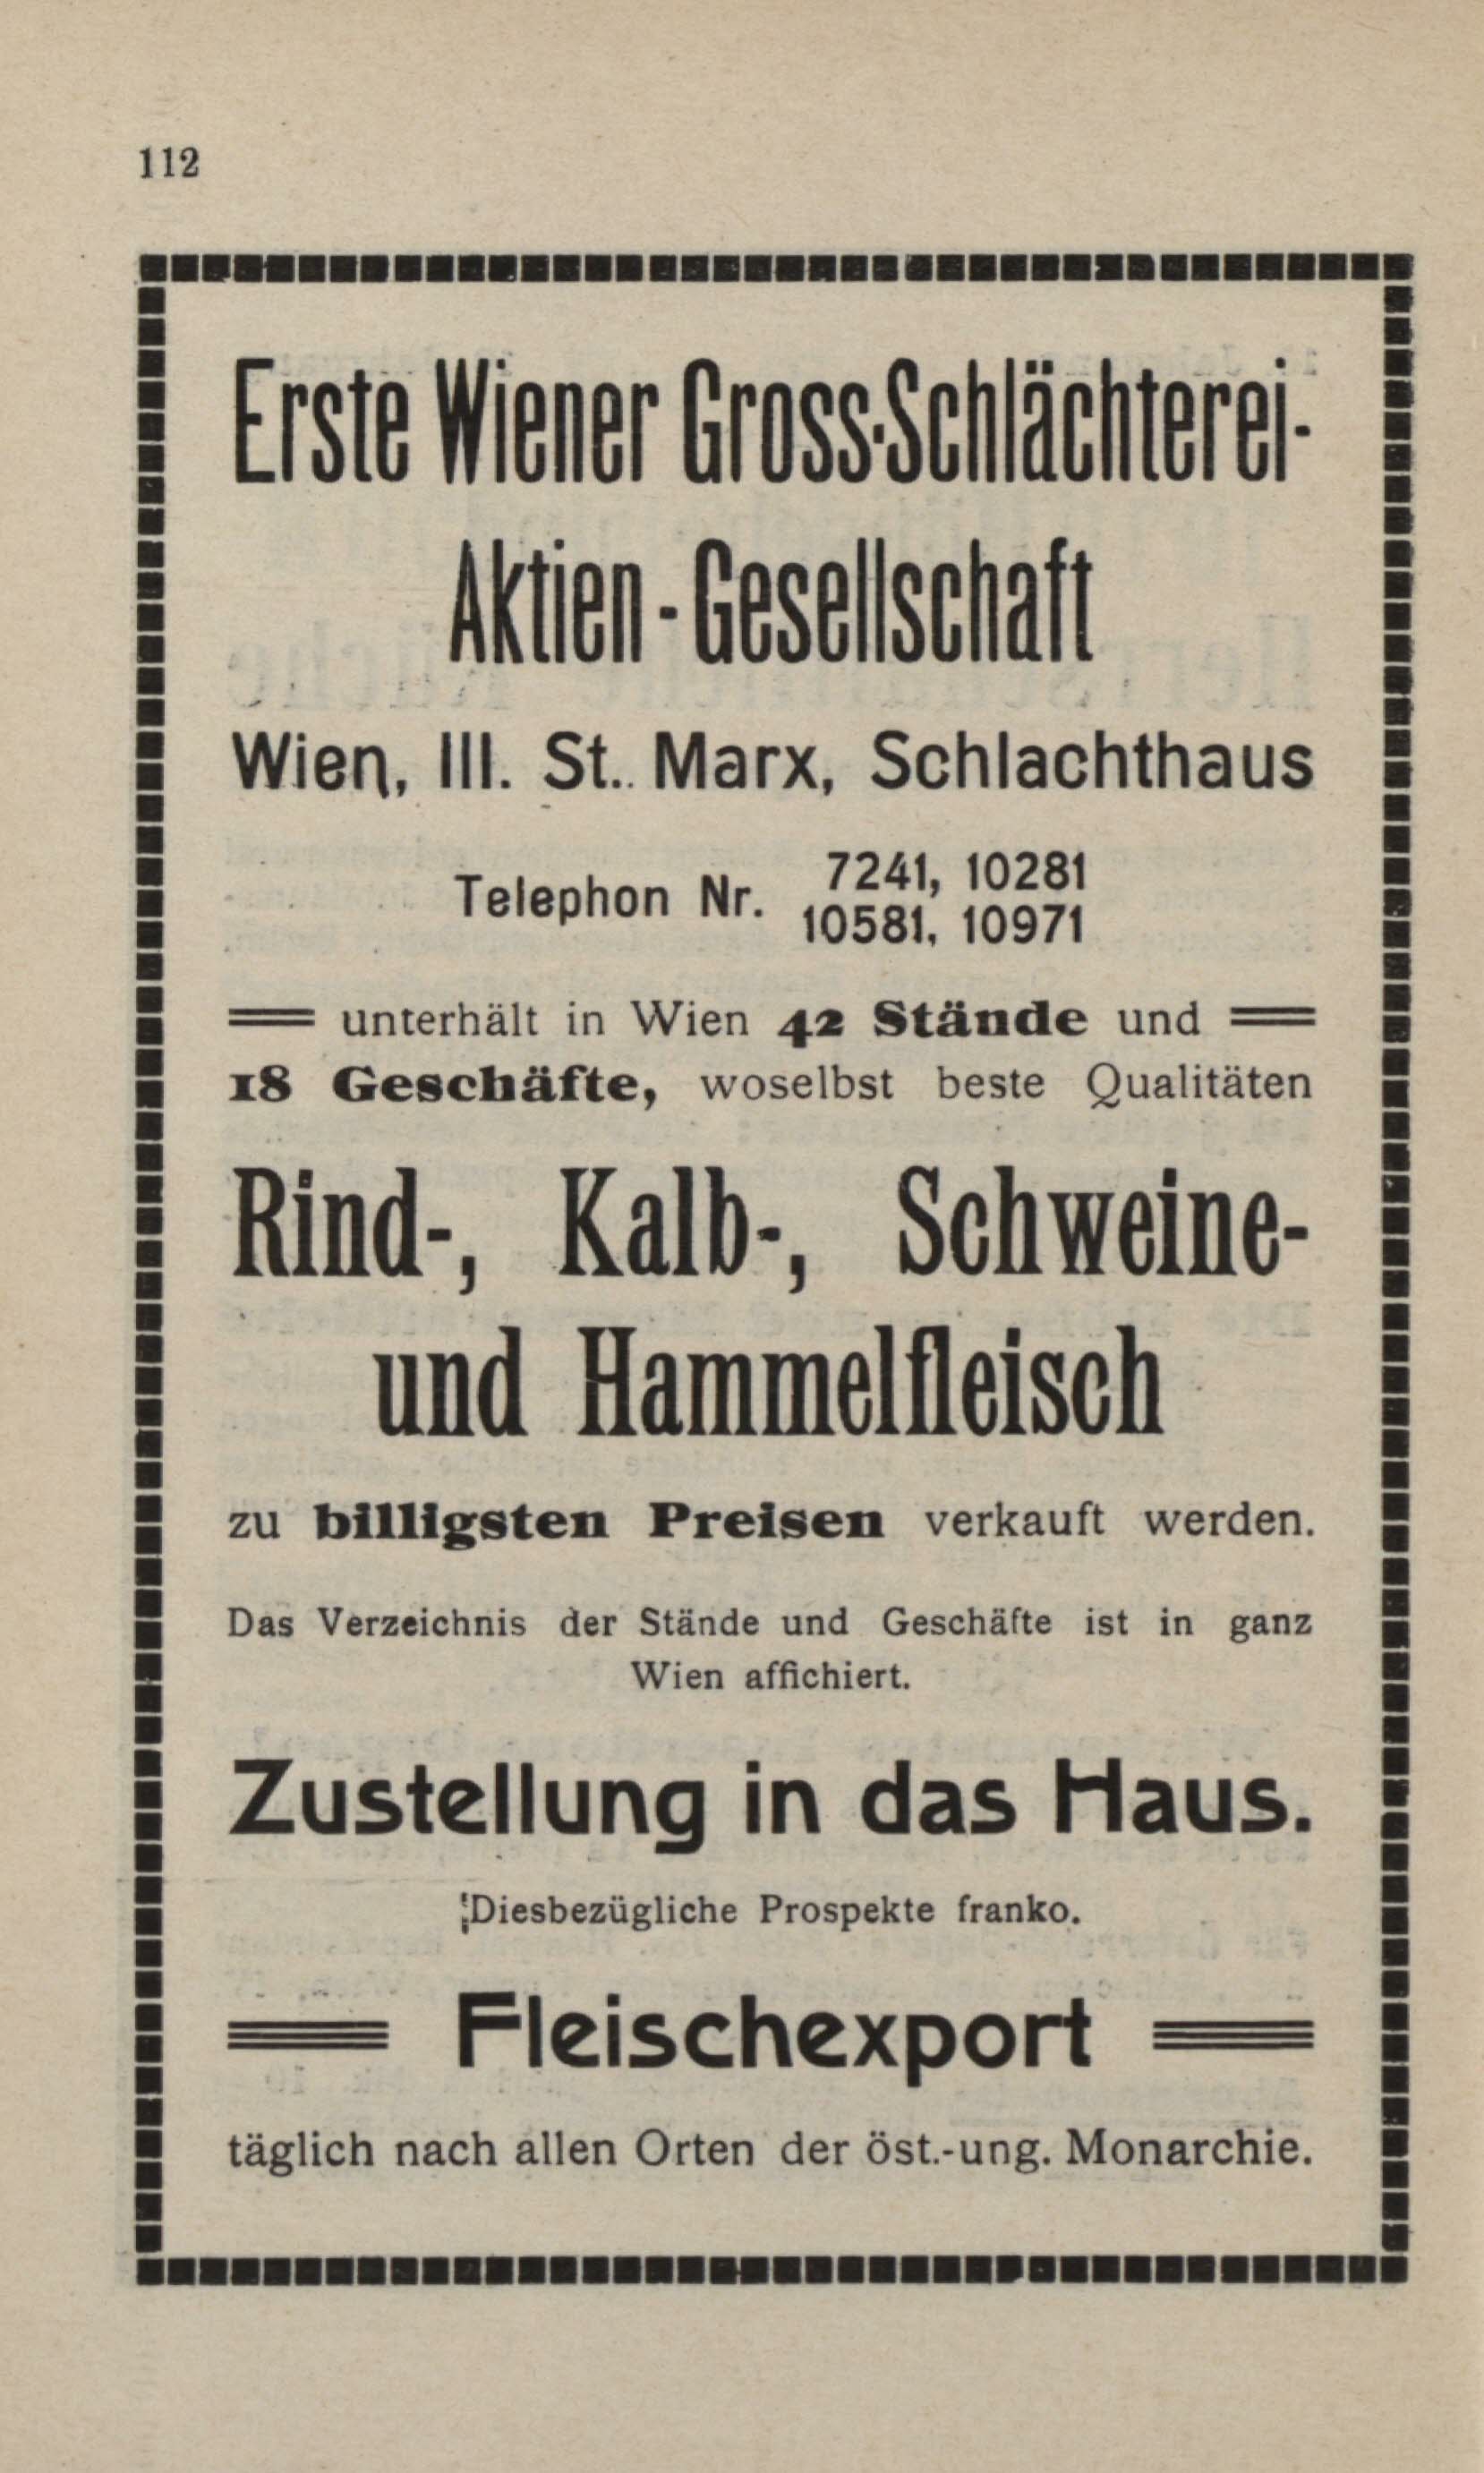 112
Erste Wiener Gross-Schlächterei-
Aktien-Gesellschaft
Wien, III. St. Marx, Schlachthaus
Telephon Nr. 7241, 10281
10581, 10971
unterhält in Wien 42 Stände und
18 Geschäfte, woselbst beste Qualitäten
Rind-, Kalb-, Schweine-
und Hammelfleisch
zu billigsten Preisen verkauft werden.
Das Verzeichnis der Stände und Geschäfte ist in ganz
Wien affichiert.
Zustellung in das Haus.
Diesbezügliche Prospekte franko.
Fleischexport
täglich nach allen Orten der öst.-ung. Monarchie.